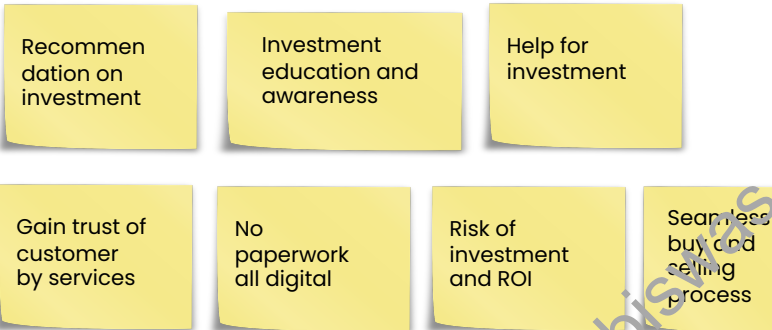 Recommen
dation on
investment
Investment
education and
awareness
Help for
investment
Gain trust of
customer
by services
No
paperwork
all digital
Risk of
investment
and ROI
Seamless
buy and
selling
process
biswas